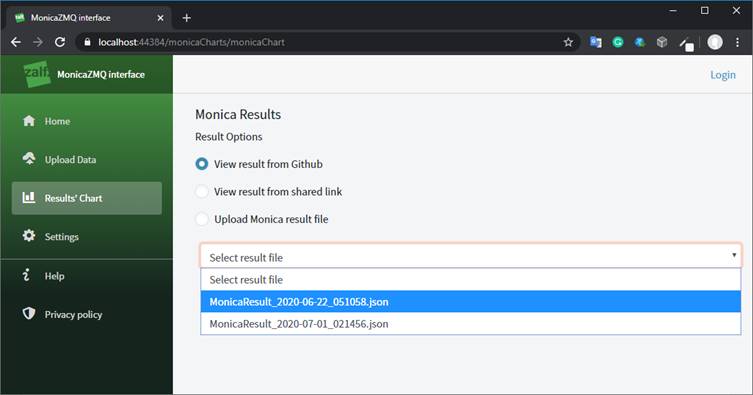 MonicaZMQ interface
localhost:44384/monicaCharts/monicaChart
zalf
MonicaZMQ interface
Login
Home
Upload Data
Results' Chart
Settings
Help
Privacy policy
Monica Results
Result Options
View result from Github
View result from shared link
Upload Monica result file
Select result file
Select result file
MonicaResult_2020-06-22_051058.json
MonicaResult_2020-07-01_021456.json